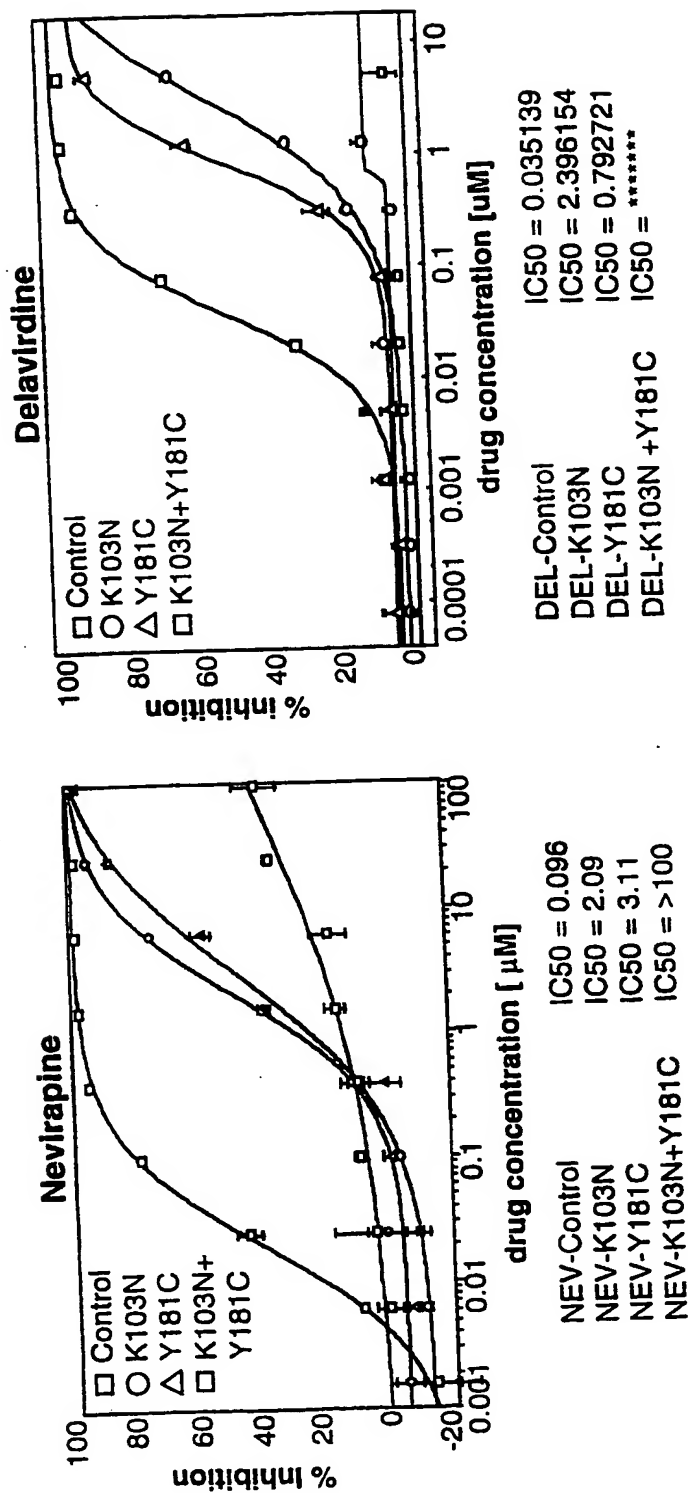 Nevirapine
% Inhibition
100
80
60
40
20
0
-20
□ Control
○ K103N
△ Y181C
□ K103N+
Y181C
0.001
0.01
0.1
1
10
100
drug concentration [ μM]
NEV-Control IC50 = 0.096
NEV-K103N IC50 = 2.09
NEV-Y181C IC50 = 3.11
NEV-K103N+Y181C IC50 = >100
Delavirdine
% inhibition
100
80
60
40
20
0
□ Control
○ K103N
△ Y181C
□ K103N+Y181C
0.0001
0.001
0.01
0.1
1
10
drug concentration [uM]
DEL-Control IC50 = 0.035139
DEL-K103N IC50 = 2.396154
DEL-Y181C IC50 = 0.792721
DEL-K103N +Y181C IC50 = *******